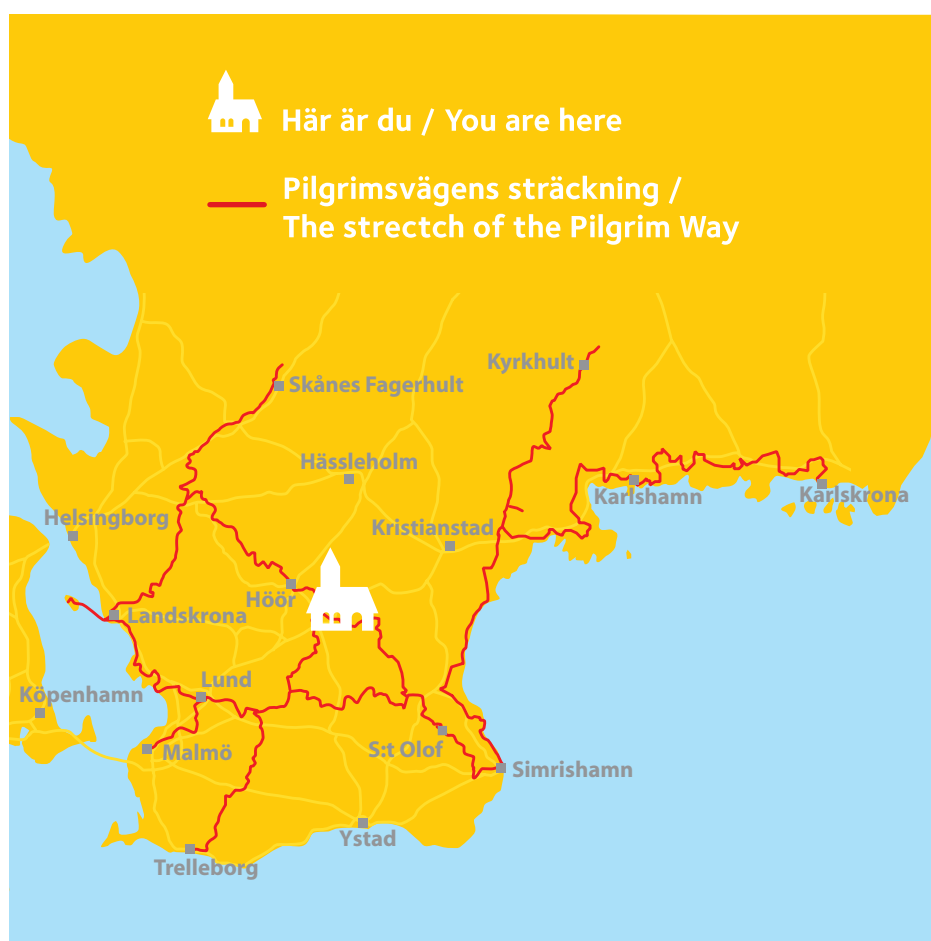 Här är du / You are here
Pilgrimsvägens sträckning /
The strectch of the Pilgrim Way
Kyrkhult
Skånes Fagerhult
Hässleholm
Karlshamn
Karlskrona
Helsingborg
Kristianstad
Höör
Landskrona
Lund
Köpenhamn
Malmö
S:t Olof
Simrishamn
Ystad
Trelleborg